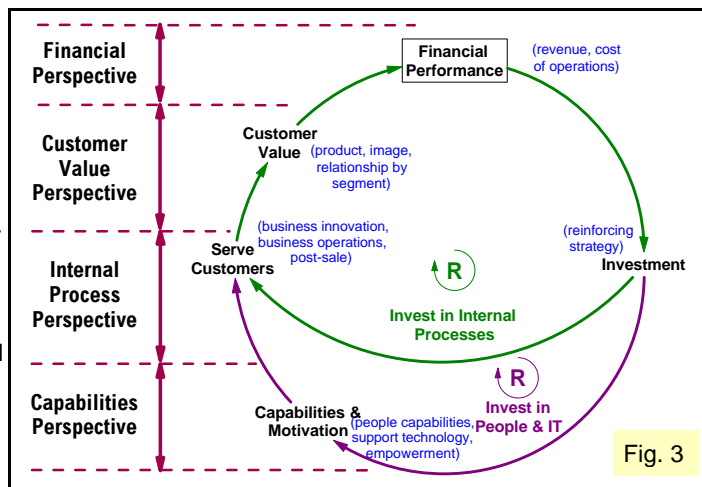 Financial
Perspective
Customer
Value
Perspective
Internal
Process
Perspective
Capabilities
Perspective
Financial
Performance
(revenue, cost
of operations)
Customer
Value
(product, image,
relationship by
segment)
(business innovation,
business operations,
post-sale)
Serve
Customers
(reinforcing
strategy)
Investment
R
Invest in Internal
Processes
R
Invest in
People & IT
Capabilities &
Motivation
(people capabilities,
support technology,
empowerment)
Fig. 3